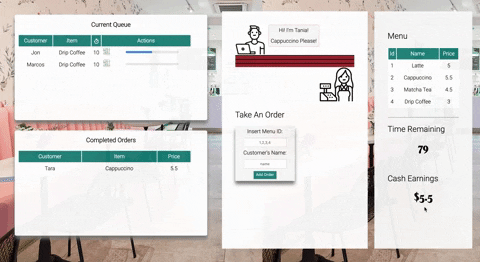 Current Queue
Customer Item Actions
Jon Drip Coffee 10
Marcos Drip Coffee 10
Completed Orders
Customer Item Price
Tara Cappuccino 5.5
Hi! I'm Tania!
Cappuccino Please!
Take An Order
Insert Menu ID:
1,2,3,4
Customer's Name:
name
Add Order
Menu
Id Name Price
1 Latte 5
2 Cappuccino 5.5
3 Matcha Tea 4.5
4 Drip Coffee 3
Time Remaining
79
Cash Earnings
$5.5